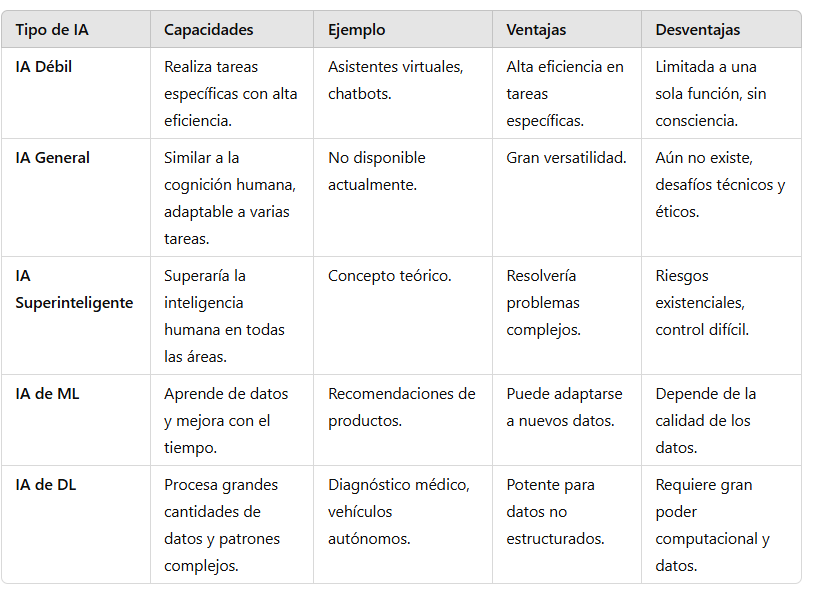 Tipo de IA
Capacidades
Ejemplo
Ventajas
Desventajas
IA Débil
Realiza tareas
específicas con alta
eficiencia.
Asistentes virtuales,
chatbots.
Alta eficiencia en
tareas
específicas.
Limitada a una
sola función, sin
consciencia.
IA General
Similar a la
cognición humana,
adaptable a varias
tareas.
No disponible
actualmente.
Gran versatilidad.
Aún no existe,
desafíos técnicos y
éticos.
IA
Superinteligente
Superaría la
inteligencia
humana en todas
las áreas.
Concepto teórico.
Resolvería
problemas
complejos.
Riesgos
existenciales,
control difícil.
IA de ML
Aprende de datos
y mejora con el
tiempo.
Recomendaciones de
productos.
Puede adaptarse
a nuevos datos.
Depende de la
calidad de los
datos.
IA de DL
Procesa grandes
cantidades de
datos y patrones
complejos.
Diagnóstico médico,
vehículos
autónomos.
Potente para
datos no
estructurados.
Requiere gran
poder
computacional y
datos.